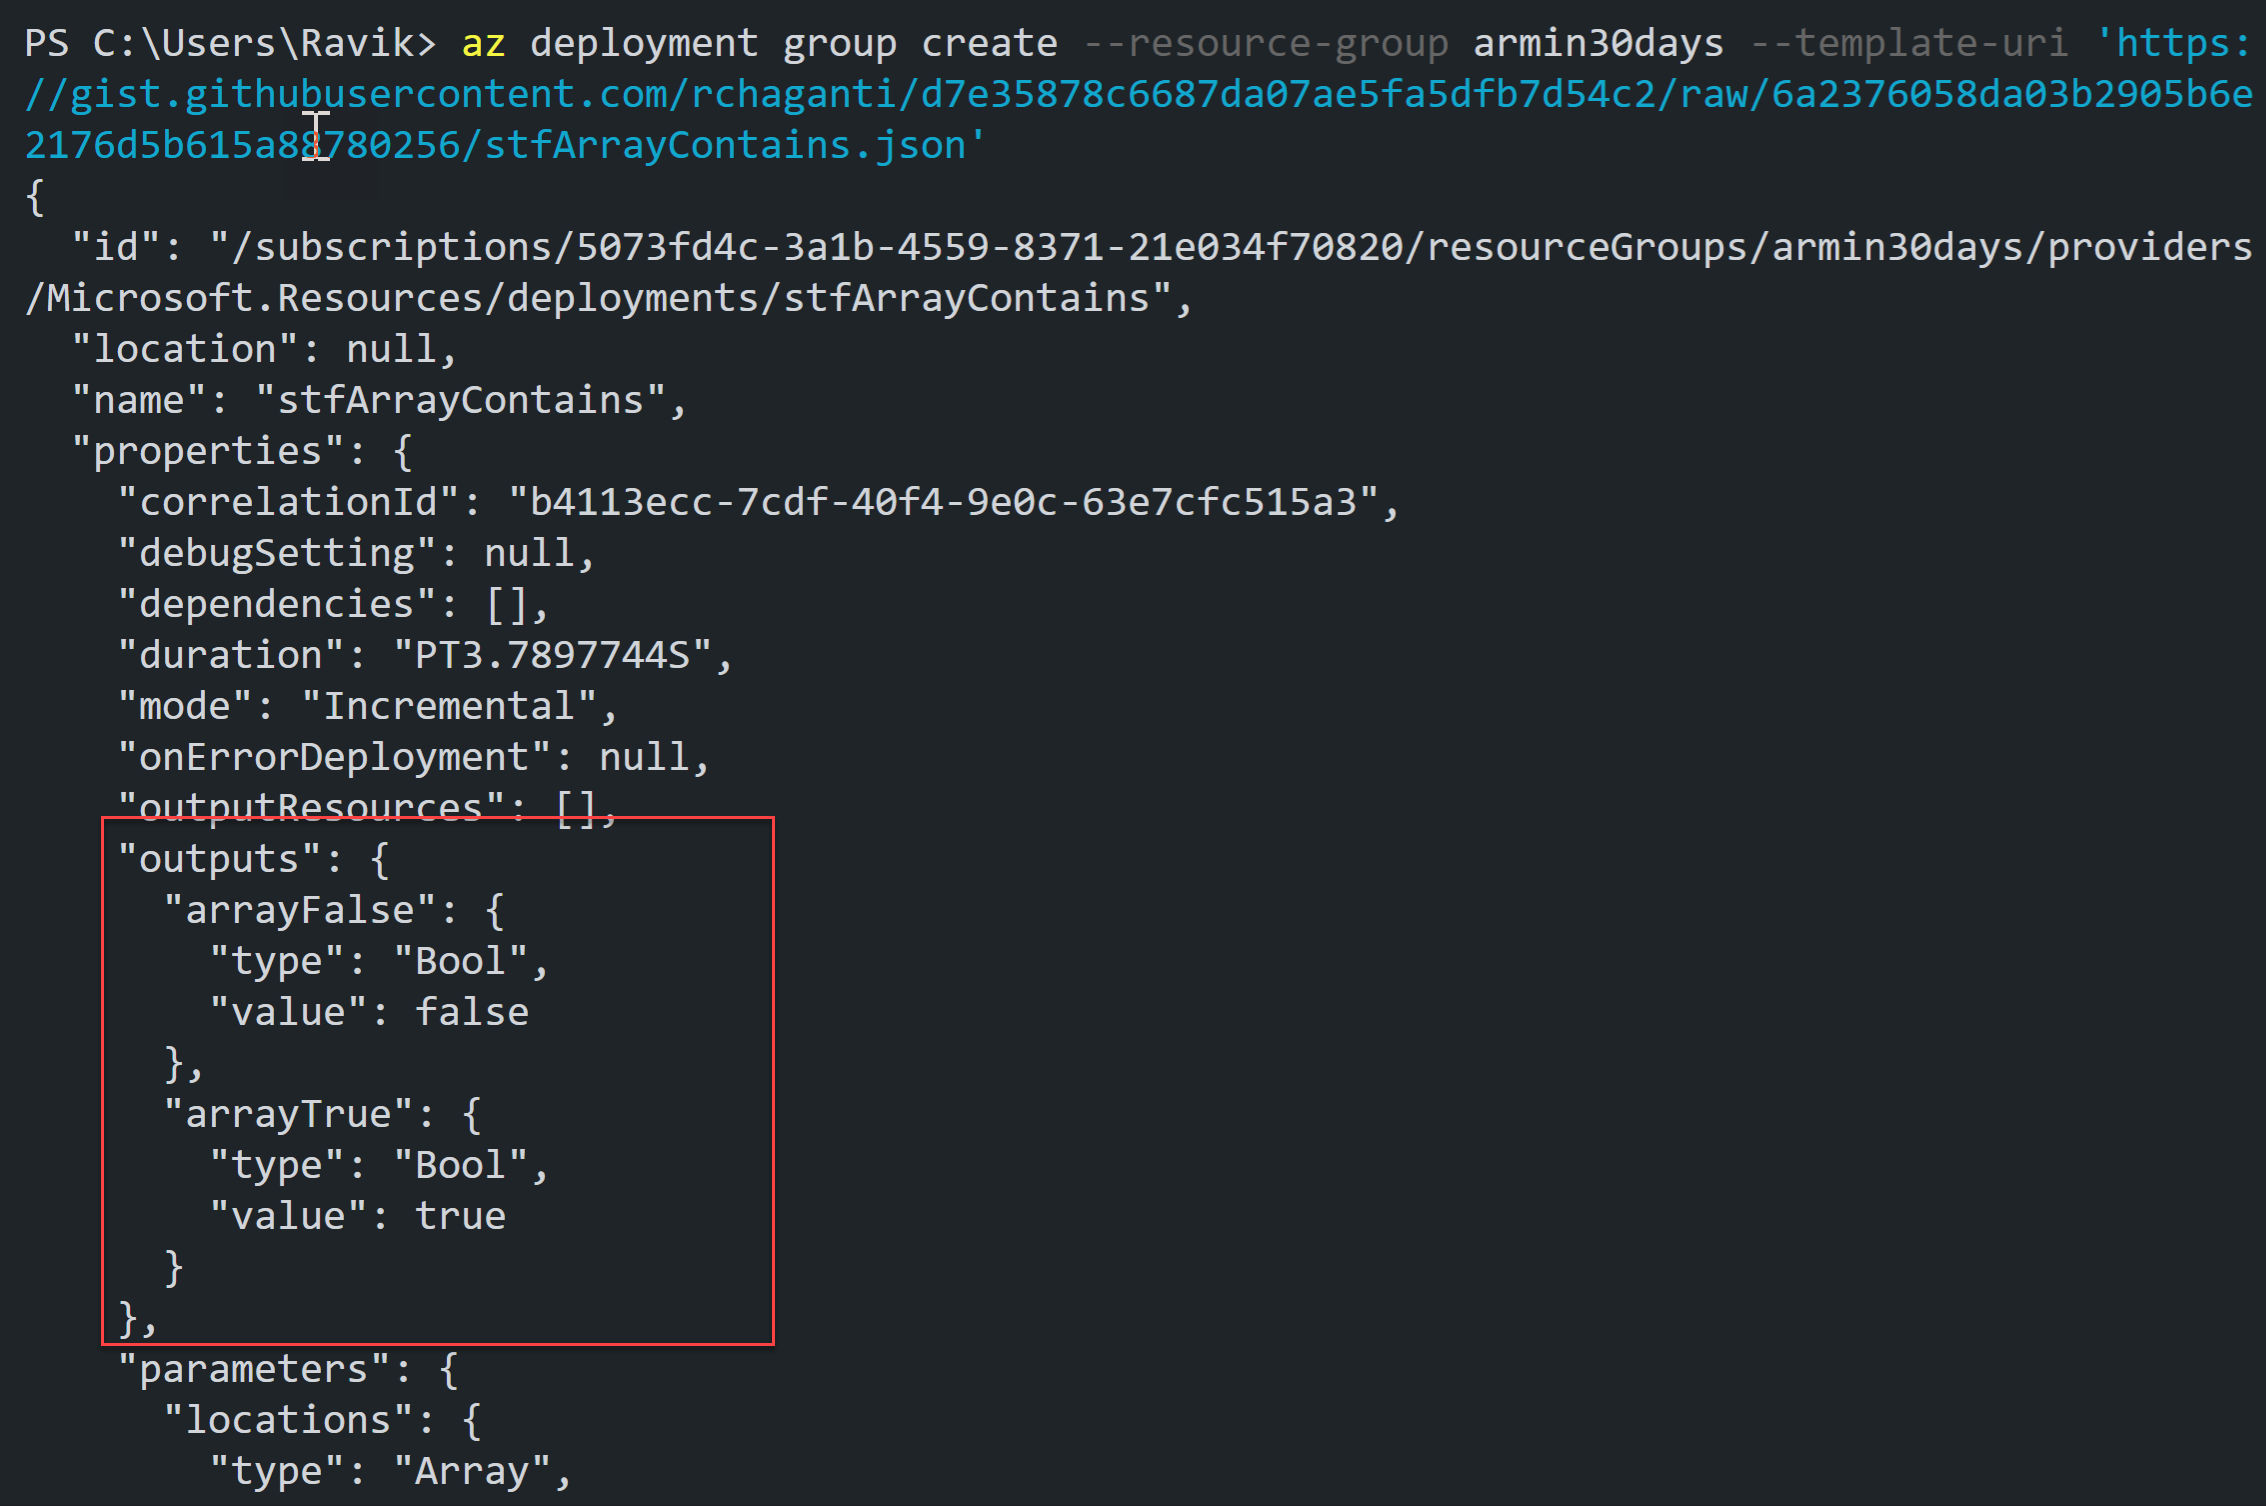 PS C:\Users\Ravik> az deployment group create --resource-group armin30days --template-uri 'https:
//gist.githubusercontent.com/rchaganti/d7e35878c6687da07ae5fa5dfb7d54c2/raw/6a2376058da03b2905b6e
2176d5b615a88780256/stfArrayContains.json'
{
  "id": "/subscriptions/5073fd4c-3a1b-4559-8371-21e034f70820/resourceGroups/armin30days/providers
/Microsoft.Resources/deployments/stfArrayContains",
  "location": null,
  "name": "stfArrayContains",
  "properties": {
    "correlationId": "b4113ecc-7cdf-40f4-9e0c-63e7cfc515a3",
    "debugSetting": null,
    "dependencies": [],
    "duration": "PT3.7897744S",
    "mode": "Incremental",
    "onErrorDeployment": null,
    "outputResources": [],
    "outputs": {
      "arrayFalse": {
        "type": "Bool",
        "value": false
      },
      "arrayTrue": {
        "type": "Bool",
        "value": true
      }
    },
    "parameters": {
      "locations": {
        "type": "Array",